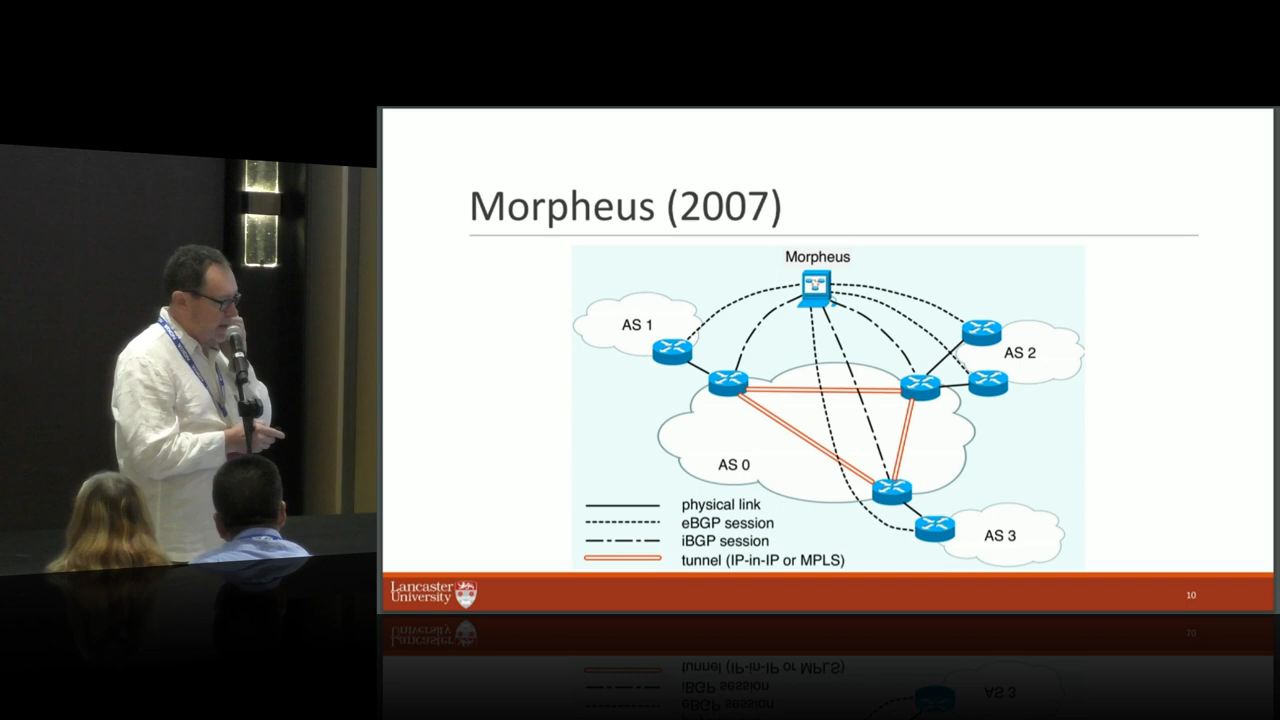 Morpheus (2007)
Morpheus
AS 1
AS 2
AS 0
physical link
eBGP session
iBGP session
tunnel (IP-in-IP or MPLS)
AS 3
Lancaster
University
10